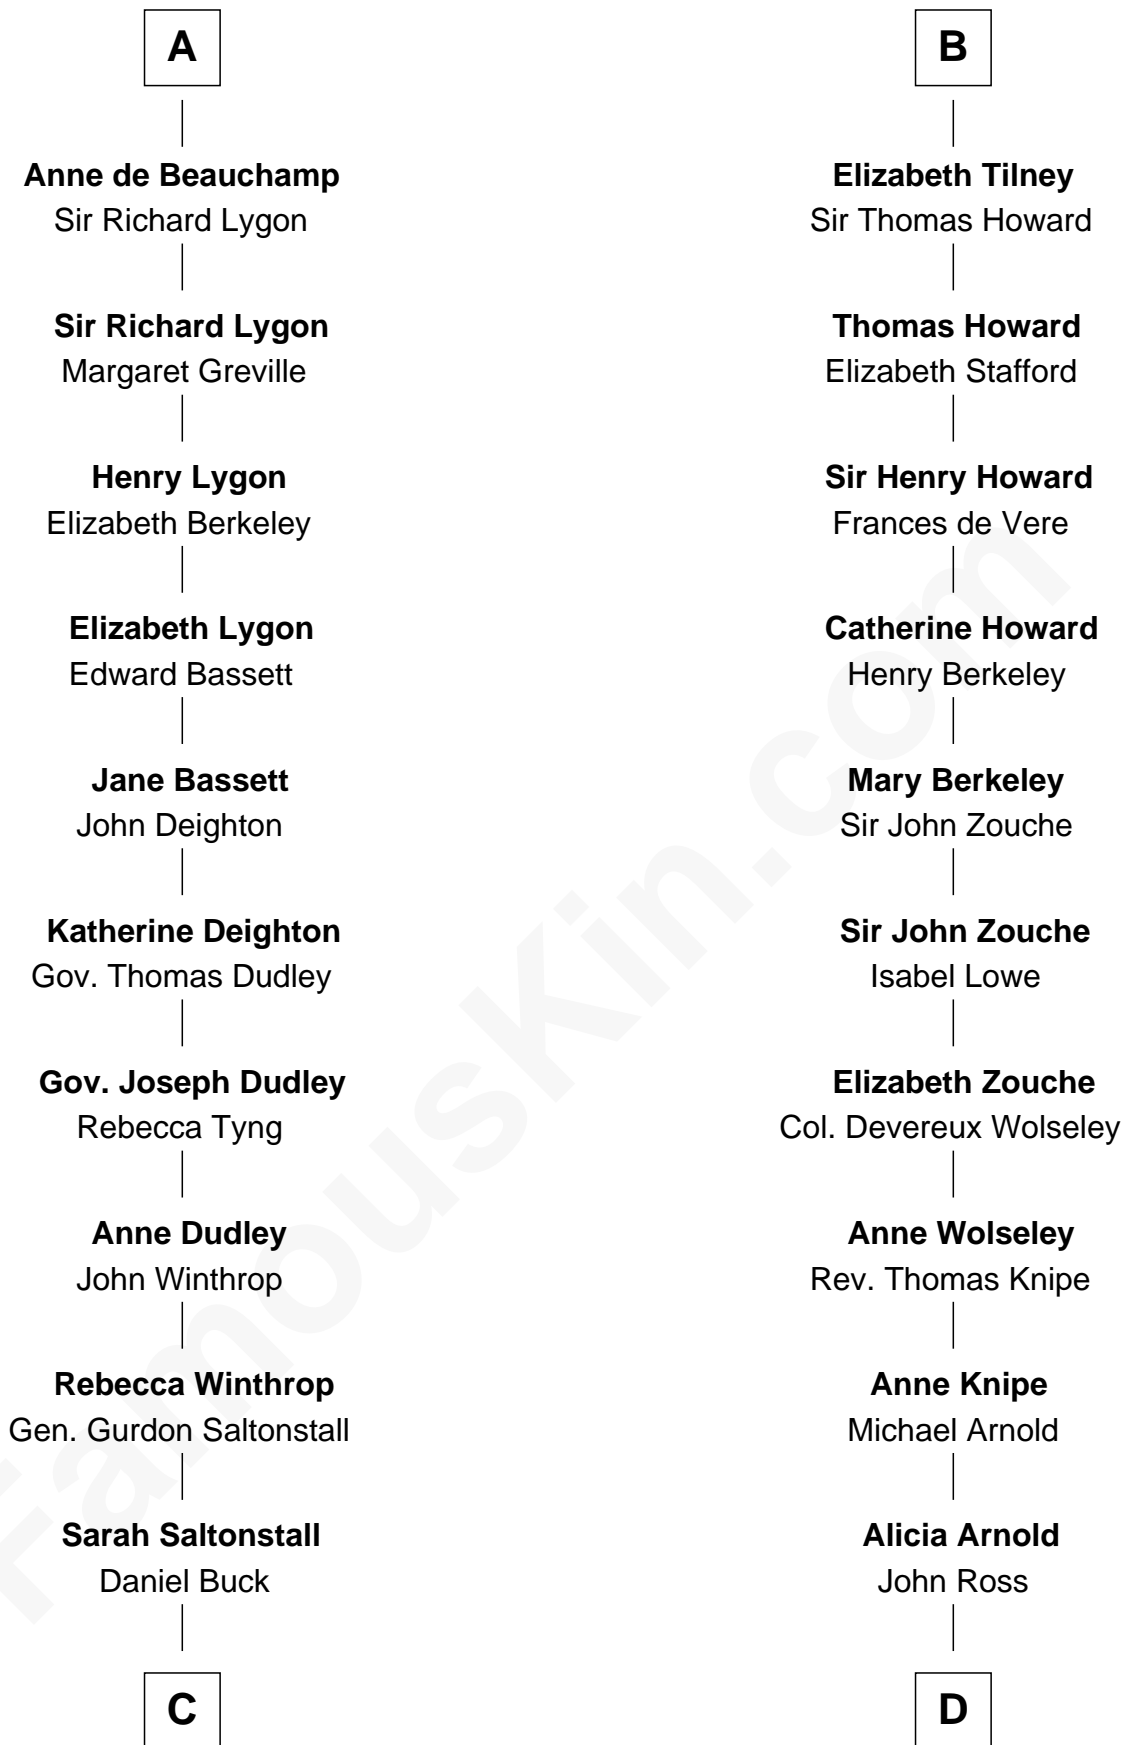 A
Anne de Beauchamp
Sir Richard Lygon
Sir Richard Lygon
Margaret Greville
Henry Lygon
Elizabeth Berkeley
Elizabeth Lygon
Edward Bassett
Jane Bassett
John Deighton
Katherine Deighton
Gov. Thomas Dudley
Gov. Joseph Dudley
Rebecca Tyng
Anne Dudley
John Winthrop
Rebecca Winthrop
Gen. Gurdon Saltonstall
Sarah Saltonstall
Daniel Buck
C
B
Elizabeth Tilney
Sir Thomas Howard
Thomas Howard
Elizabeth Stafford
Sir Henry Howard
Frances de Vere
Catherine Howard
Henry Berkeley
Mary Berkeley
Sir John Zouche
Sir John Zouche
Isabel Lowe
Elizabeth Zouche
Col. Devereux Wolseley
Anne Wolseley
Rev. Thomas Knipe
Anne Knipe
Michael Arnold
Alicia Arnold
John Ross
D
FamousKin.com